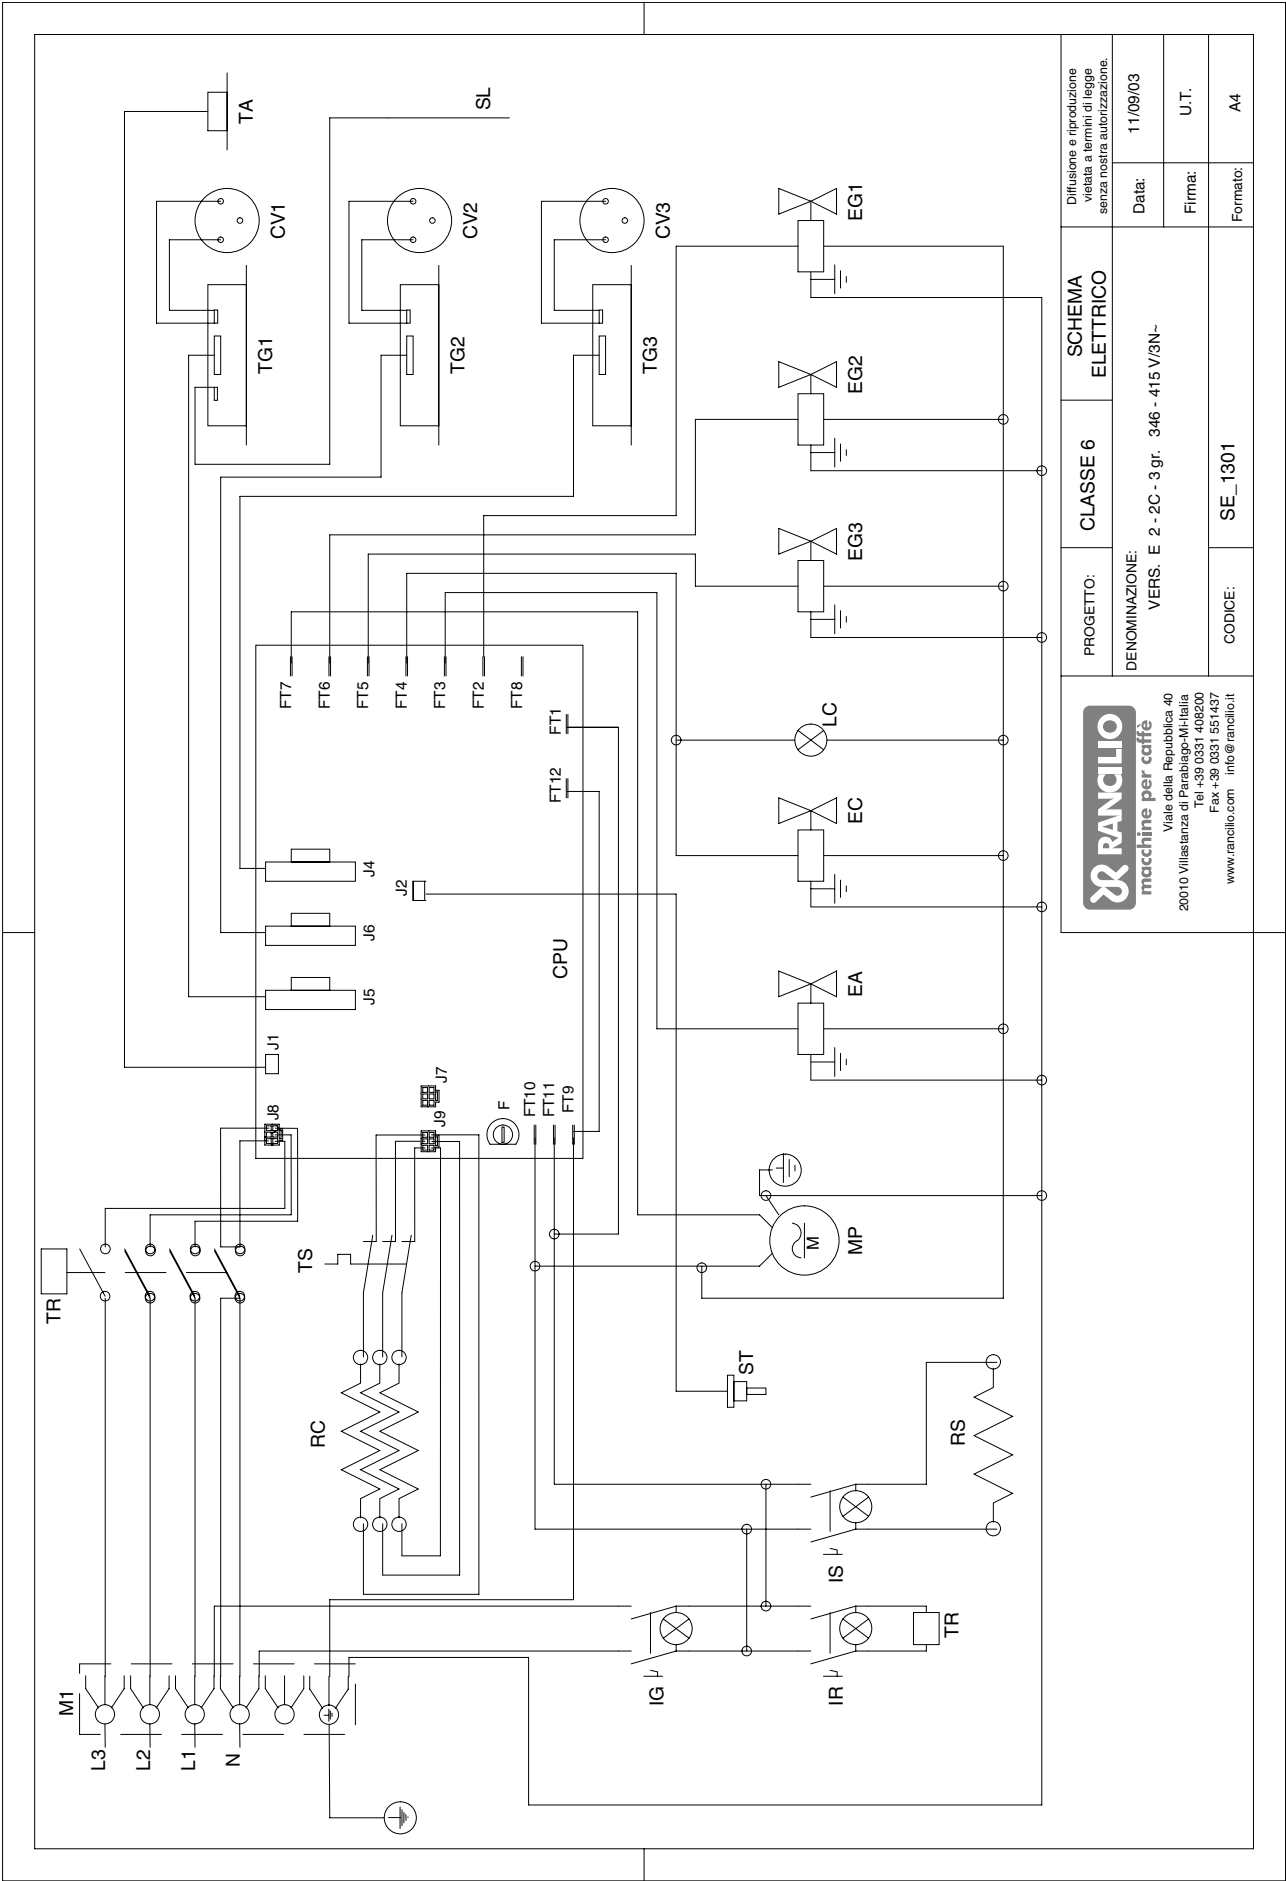 TR
M1
L3
L2
L1
N
TS
RC
IG
IR
IS
TR
RS
ST
M
MP
J8
J1
J5
J6
J4
J9
J7
J2
F
FT10
FT11
FT9
CPU
FT12
FT1
FT7
FT6
FT5
FT4
FT3
FT2
FT8
TA
SL
CV1
CV2
CV3
TG1
TG2
TG3
EA
EC
LC
EG3
EG2
EG1
RANCILIO
macchine per caffè
Viale della Repubblica 40
20010 Villastanza di Parabiago-MI-Italia
Tel +39 0331 408200
Fax +39 0331 551437
www.rancilio.com info@rancilio.it
PROGETTO:
CLASSE 6
SCHEMA
ELETTRICO
Diffusione e riproduzione
vietata a termini di legge
senza nostra autorizzazione.
DENOMINAZIONE:
VERS. E 2 - 2C - 3 gr. 346 - 415 V/3N~
Data:
11/09/03
Firma:
U.T.
CODICE:
SE_1301
Formato:
A4